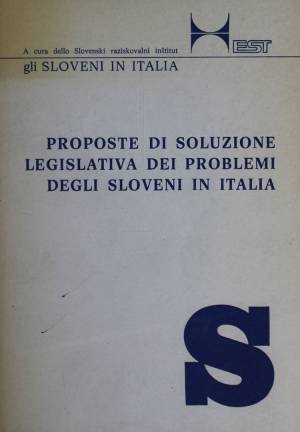 A cura dello Slovenski raziskovalni inštitut
gli SLOVENI IN ITALIA
EST
PROPOSTE DI SOLUZIONE
LEGISLATIVA DEI PROBLEMI
DEGLI SLOVENI IN ITALIA
S